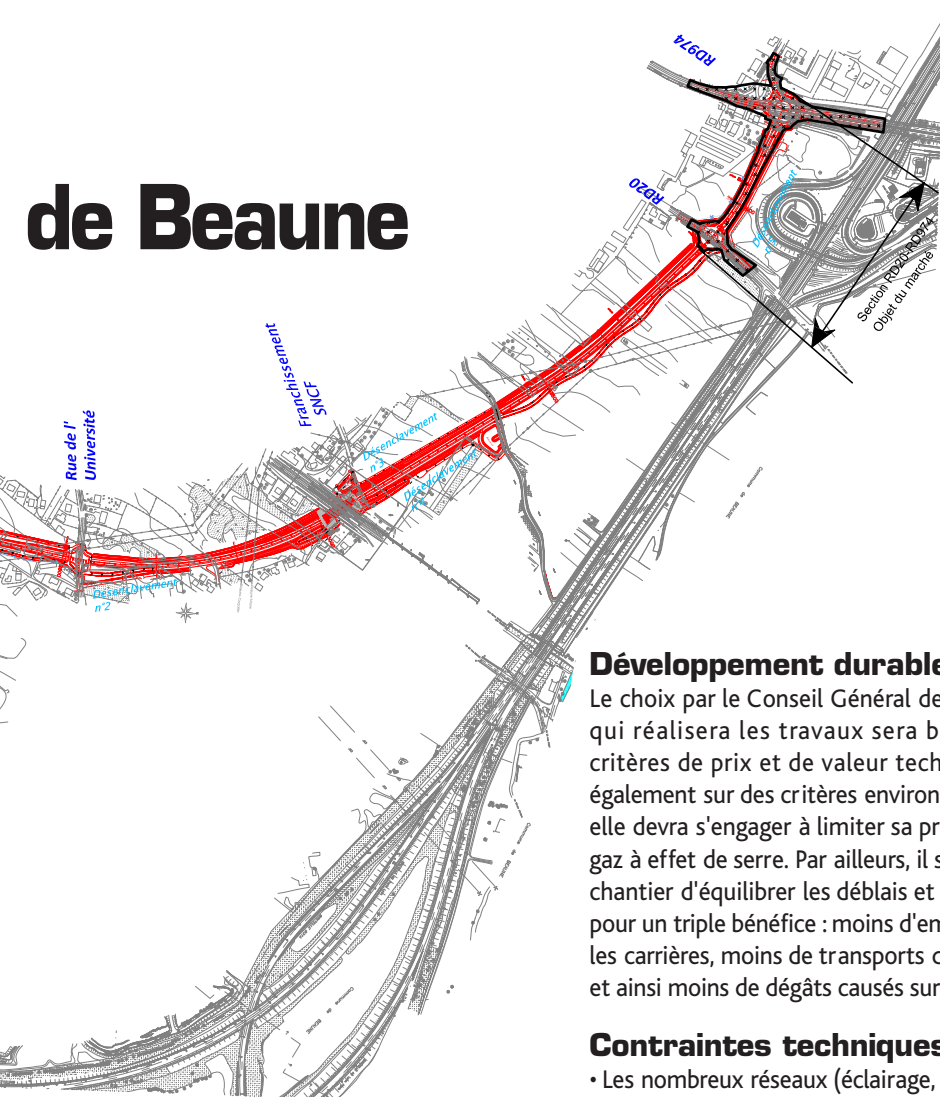 RD974
de Beaune
RD20
Désenclavement
Section RD20-RD974
Objet du marché
Franchissement
SNCF
Rue de l'
Université
Désenclavement
n°3
Désenclavement
Désenclavement
n°2
Développement durable
Le choix par le Conseil Général de
qui réalisera les travaux sera b
critères de prix et de valeur tech
également sur des critères environ
elle devra s'engager à limiter sa pr
gaz à effet de serre. Par ailleurs, il s
chantier d'équilibrer les déblais et
pour un triple bénéfice : moins d'em
les carrières, moins de transports c
et ainsi moins de dégâts causés sur
Contraintes techniques
• Les nombreux réseaux (éclairage,